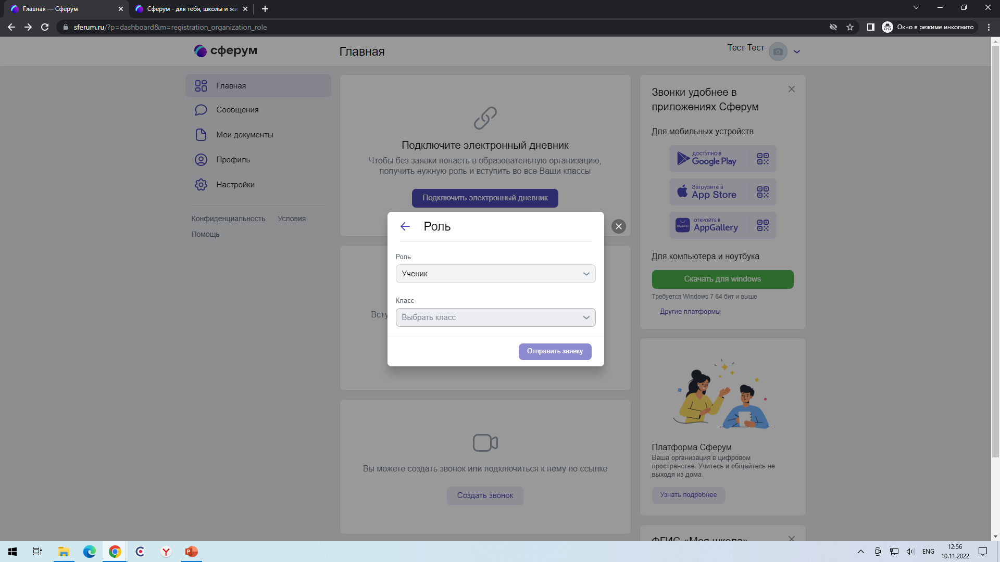 Главная — Сферум
Сферум - для тебя, школы и жи
sferum.ru/?p=dashboard&m=registration_organization_role
Окно в режиме инкогнито
сферум
Главная
Тест Тест
Главная
Сообщения
Мои документы
Профиль
Настройки
Конфиденциальность Условия
Помощь
Подключите электронный дневник
Чтобы без заявки попасть в образовательную организацию,
получить нужную роль и вступить во все Ваши классы
Подключить электронный дневник
Роль
Роль
Ученик
Класс
Выбрать класс
Отправить заявку
Всту
Вы можете создать звонок или подключиться к нему по ссылке
Создать звонок
Звонки удобнее в
приложениях Сферум
Для мобильных устройств
ДОСТУПНО В
Google Play
Загрузите в
App Store
HUAWEI
ОТКРОЙТЕ В
AppGallery
Для компьютера и ноутбука
Скачать для windows
Требуется Windows 7 64 бит и выше
Другие платформы
Платформа Сферум
Ваша организация в цифровом
пространстве. Учитесь и общайтесь не
выходя из дома.
Узнать подробнее
ФГИС «Моя школа»
ENG
12:56
10.11.2022